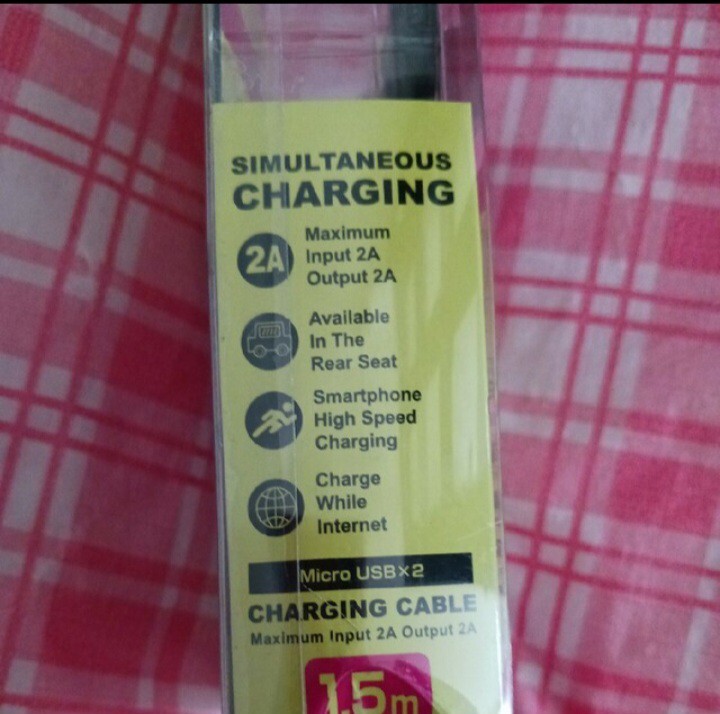 SIMULTANEOUS
CHARGING
2A
Maximum
Input 2A
Output 2A
Available
In The
Rear Seat
Smartphone
High Speed
Charging
Charge
While
Internet
Micro USB×2
CHARGING CABLE
Maximum Input 2A Output 2A
1.5m